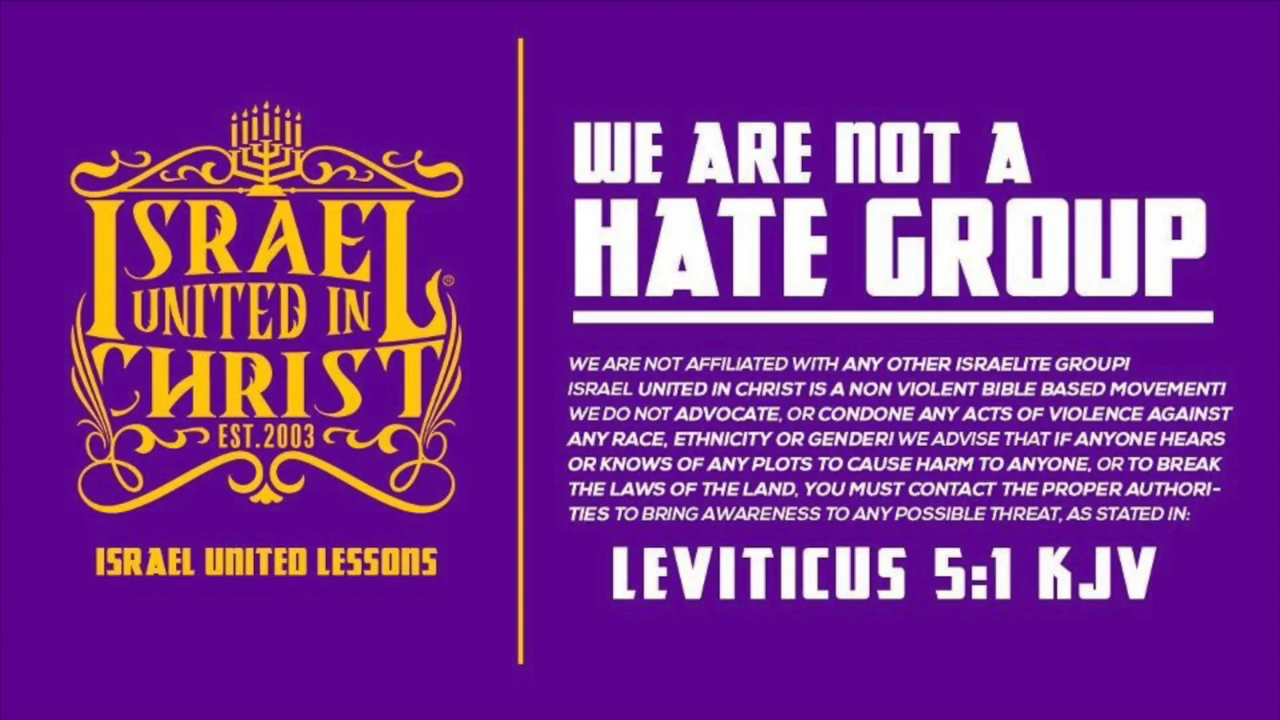 ISRAEL
UNITED IN
CHRIST
EST.2003
®
ISRAEL UNITED LESSONS
WE ARE NOT A
HATE GROUP
WE ARE NOT AFFILIATED WITH ANY OTHER ISRAELITE GROUP!
ISRAEL UNITED IN CHRIST IS A NON VIOLENT BIBLE BASED MOVEMENT!
WE DO NOT ADVOCATE, OR CONDONE ANY ACTS OF VIOLENCE AGAINST
ANY RACE, ETHNICITY OR GENDER! WE ADVISE THAT IF ANYONE HEARS
OR KNOWS OF ANY PLOTS TO CAUSE HARM TO ANYONE, OR TO BREAK
THE LAWS OF THE LAND, YOU MUST CONTACT THE PROPER AUTHORI-
TIES TO BRING AWARENESS TO ANY POSSIBLE THREAT, AS STATED IN:
LEVITICUS 5:1 KJV